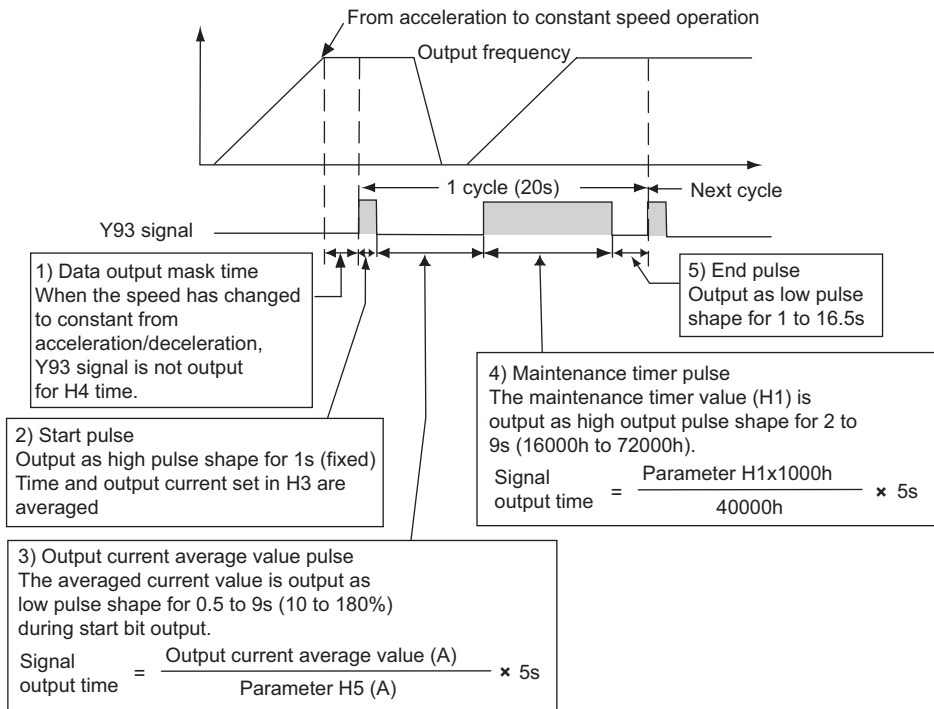 From acceleration to constant speed operation
Output frequency
1 cycle (20s)
Next cycle
Y93 signal
1) Data output mask time
When the speed has changed
to constant from
acceleration/deceleration,
Y93 signal is not output
for H4 time.
5) End pulse
Output as low pulse
shape for 1 to 16.5s
2) Start pulse
Output as high pulse shape for 1s (fixed)
Time and output current set in H3 are
averaged
4) Maintenance timer pulse
The maintenance timer value (H1) is
output as high output pulse shape for 2 to
9s (16000h to 72000h).
Signal
output time = Parameter H1x1000h × 5s
40000h
3) Output current average value pulse
The averaged current value is output as
low pulse shape for 0.5 to 9s (10 to 180%)
during start bit output.
Signal
output time = Output current average value (A) × 5s
Parameter H5 (A)